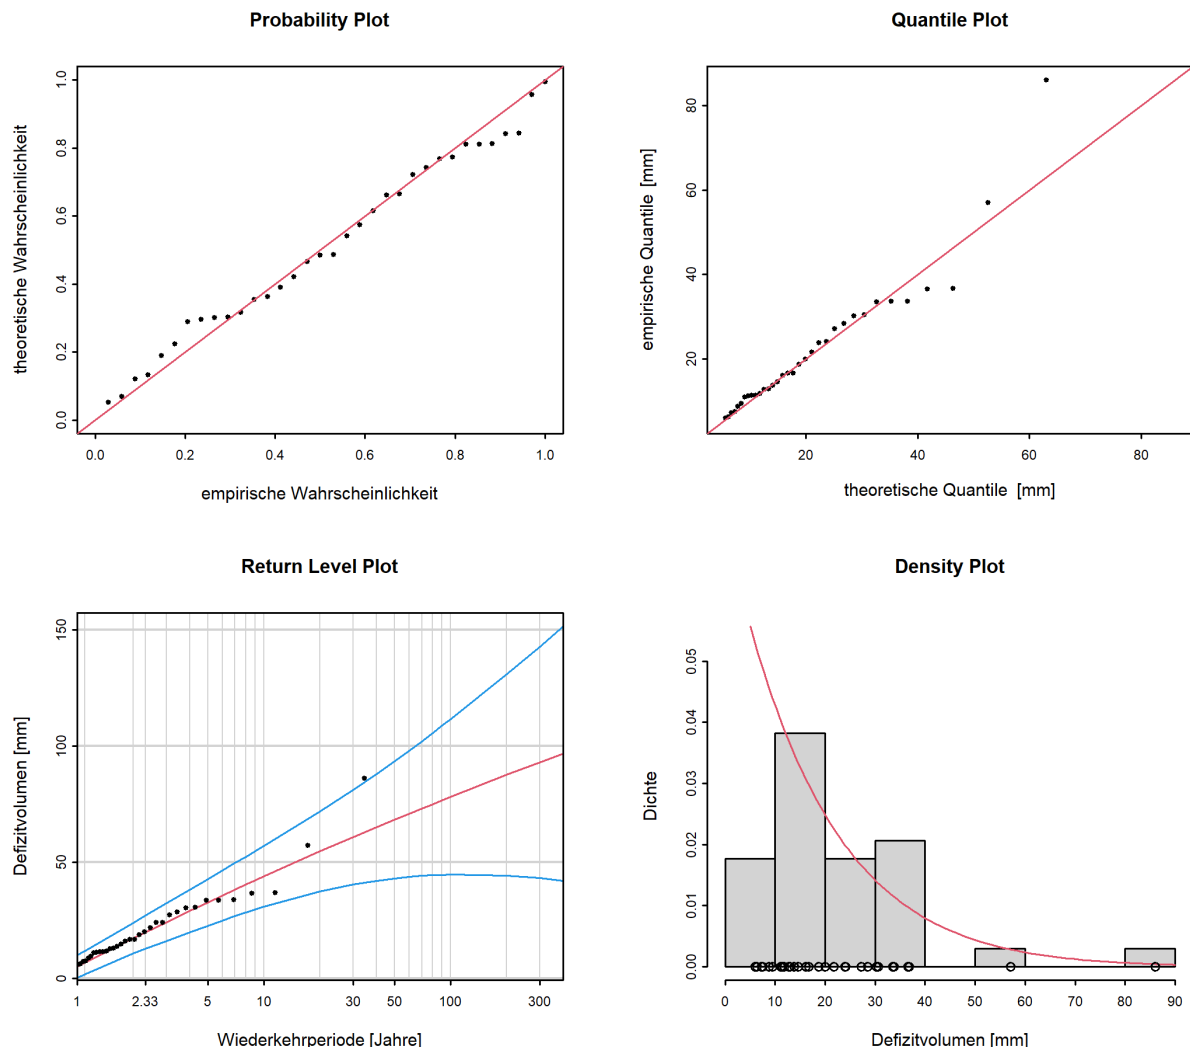 Probability Plot
theoretische Wahrscheinlichkeit
0.0 0.2 0.4 0.6 0.8 1.0
0.0 0.2 0.4 0.6 0.8 1.0
empirische Wahrscheinlichkeit
Quantile Plot
empirische Quantile [mm]
20 40 60 80
20 40 60 80
theoretische Quantile [mm]
Return Level Plot
Defizitvolumen [mm]
0 50 100 150
1 2.33 5 10 30 50 100 300
Wiederkehrperiode [Jahre]
Density Plot
Dichte
0.00 0.01 0.02 0.03 0.04 0.05
0 10 20 30 40 50 60 70 80 90
Defizitvolumen [mm]